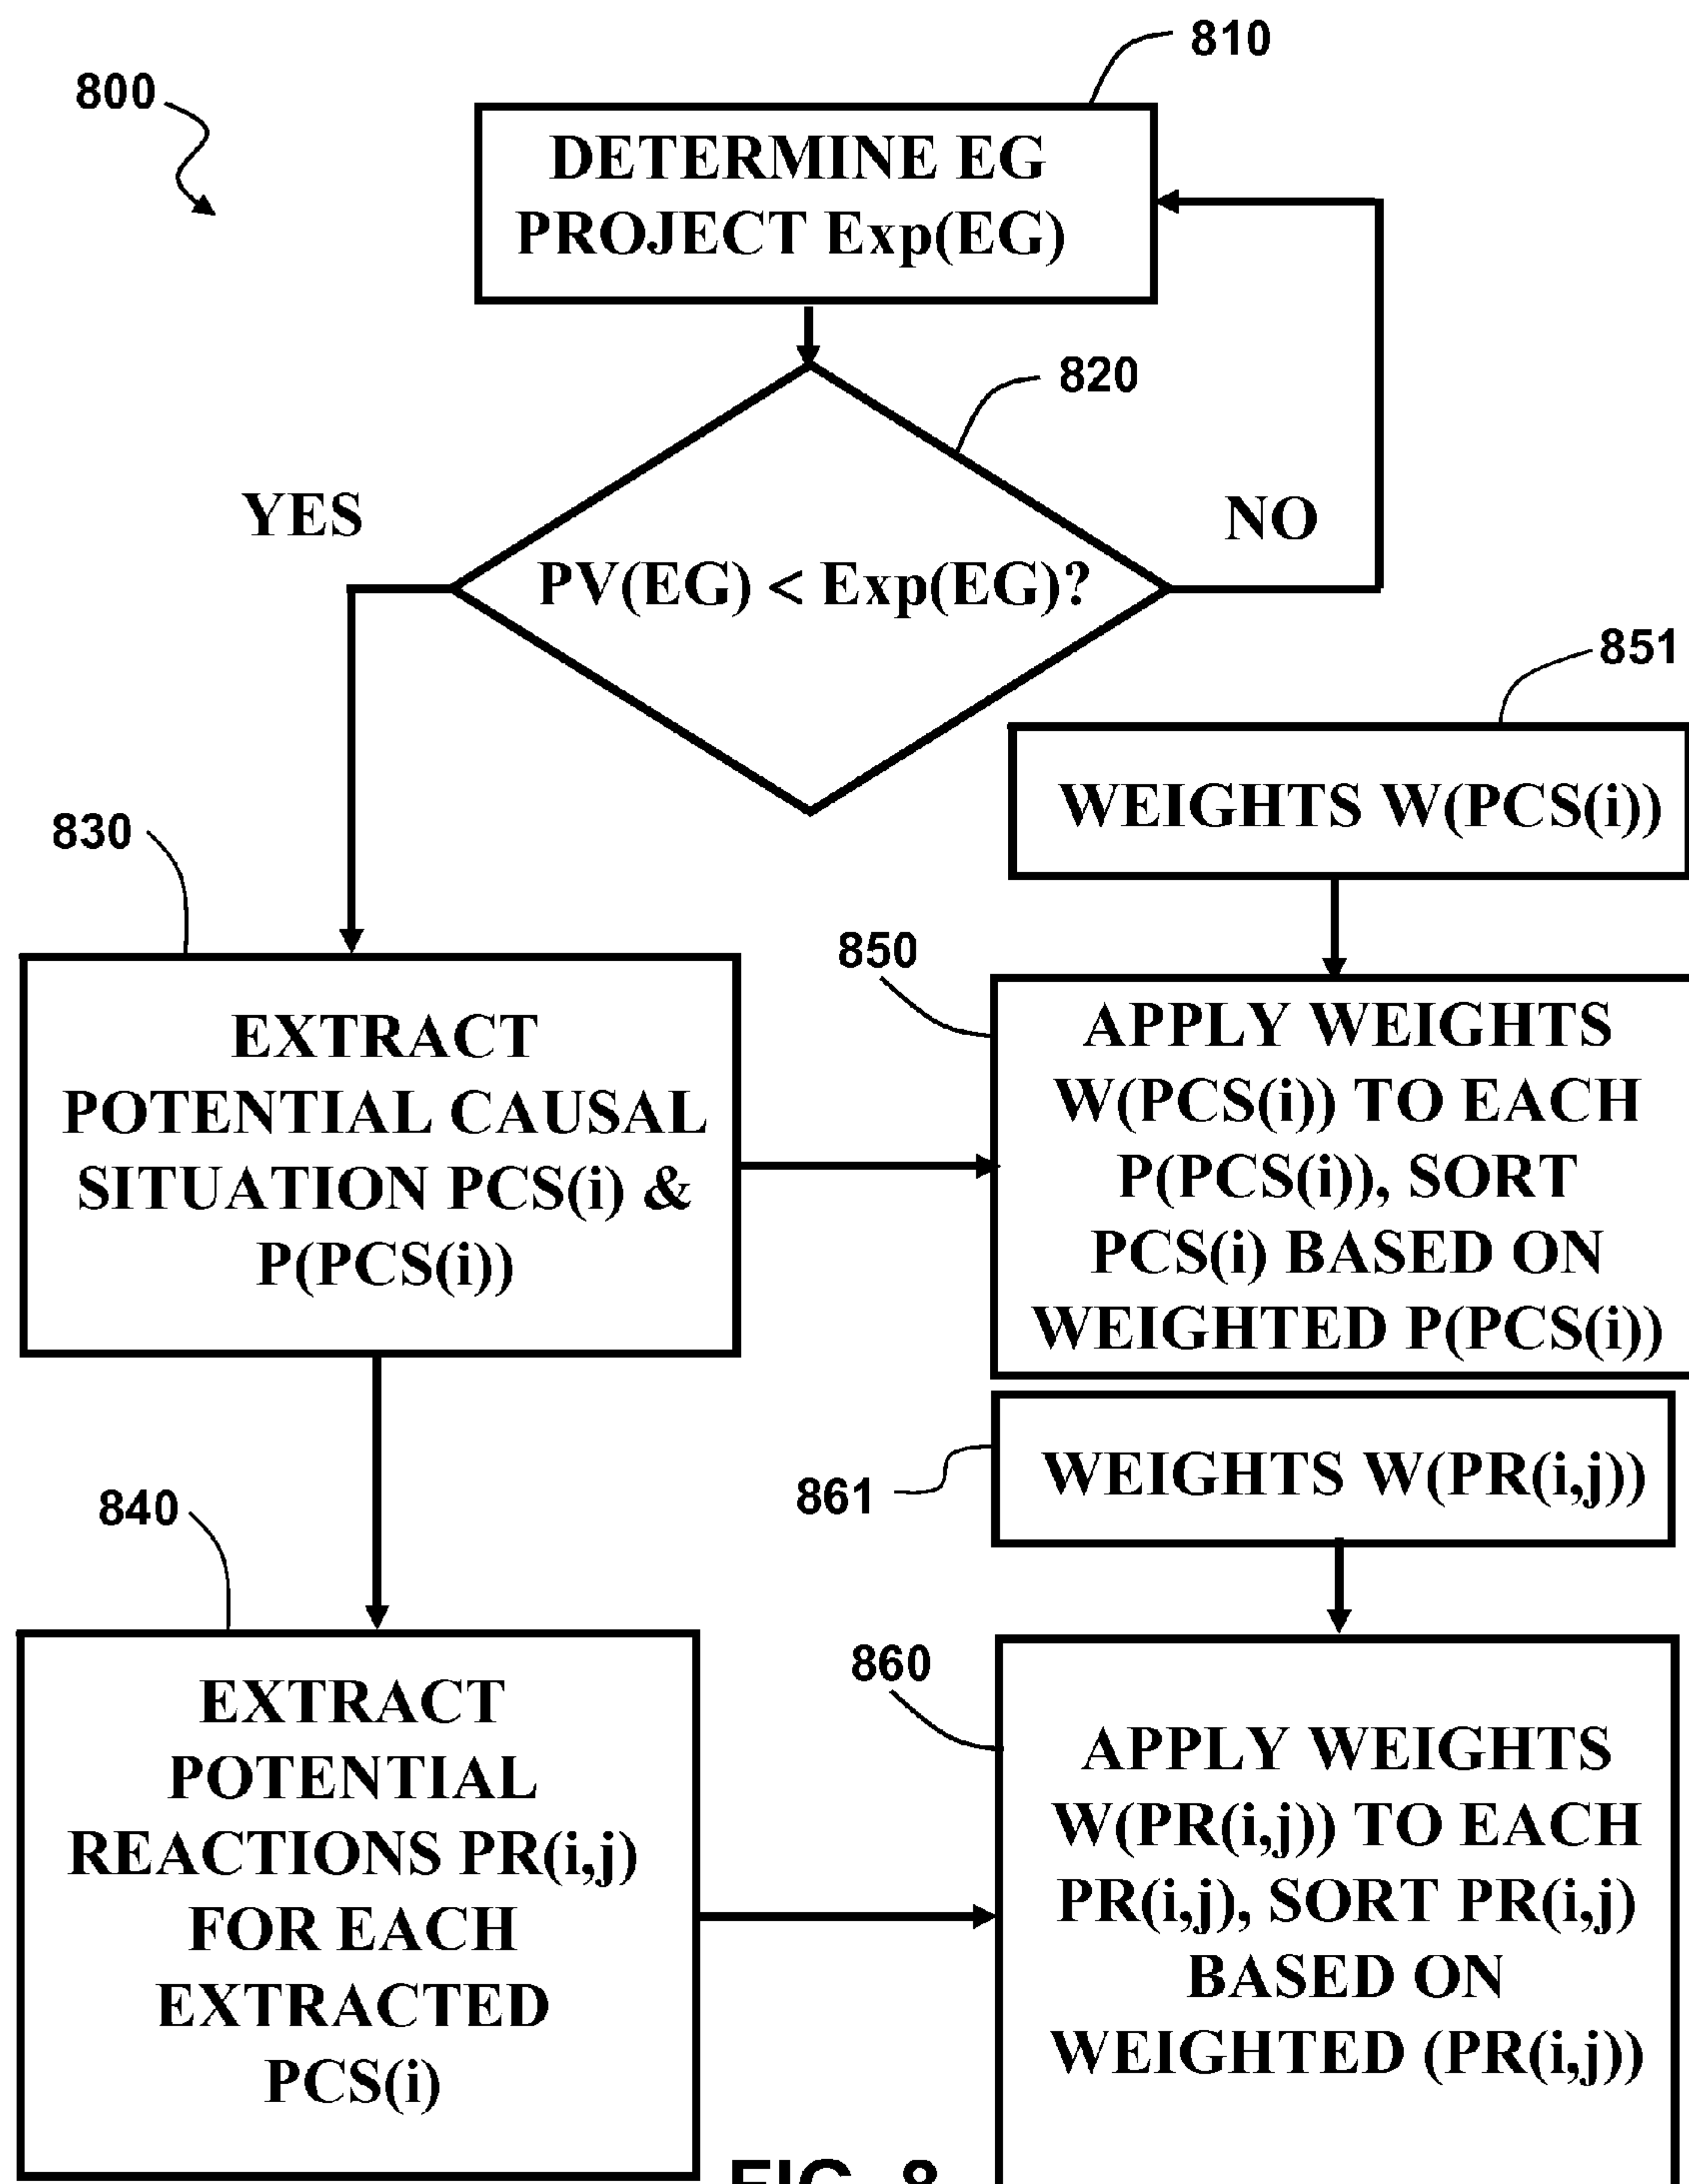 810
800
DETERMINE EG
PROJECT Exp(EG)
820
YES
NO
PV(EG) < Exp(EG)?
851
WEIGHTS W(PCS(i))
830
850
EXTRACT
POTENTIAL CAUSAL
SITUATION PCS(i) &
P(PCS(i))
APPLY WEIGHTS
W(PCS(i)) TO EACH
P(PCS(i)), SORT
PCS(i) BASED ON
WEIGHTED P(PCS(i))
861
WEIGHTS W(PR(i,j))
840
860
EXTRACT
POTENTIAL
REACTIONS PR(i,j)
FOR EACH
EXTRACTED
PCS(i)
APPLY WEIGHTS
W(PR(i,j)) TO EACH
PR(i,j), SORT PR(i,j)
BASED ON
WEIGHTED (PR(i,j))
FIG. 8